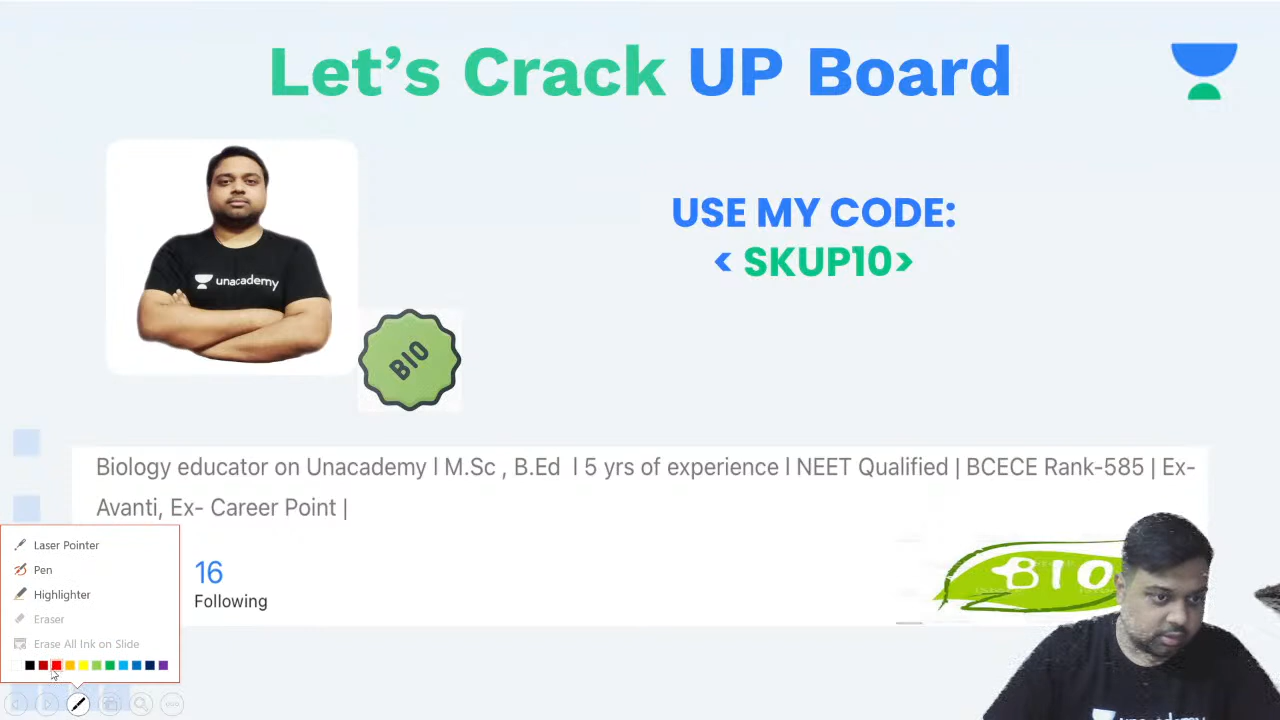 Let's Crack UP Board
USE MY CODE:
< SKUP10>
unacademy
BIO
Biology educator on Unacademy l M.Sc , B.Ed l 5 yrs of experience l NEET Qualified | BCECE Rank-585 | Ex-
Avanti, Ex- Career Point |
16
Following
BIO
Laser Pointer
Pen
Highlighter
Eraser
Erase All Ink on Slide